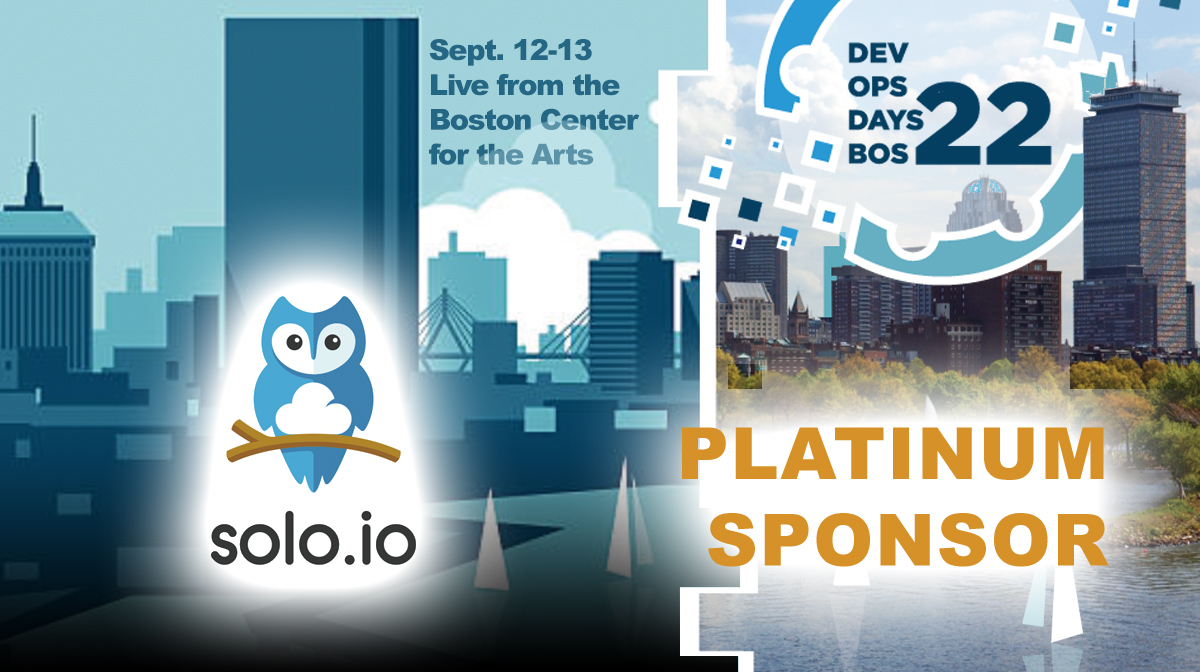 Sept. 12-13
Live from the
Boston Center
for the Arts
DEV
OPS
DAYS
BOS
22
solo.io
PLATINUM
SPONSOR